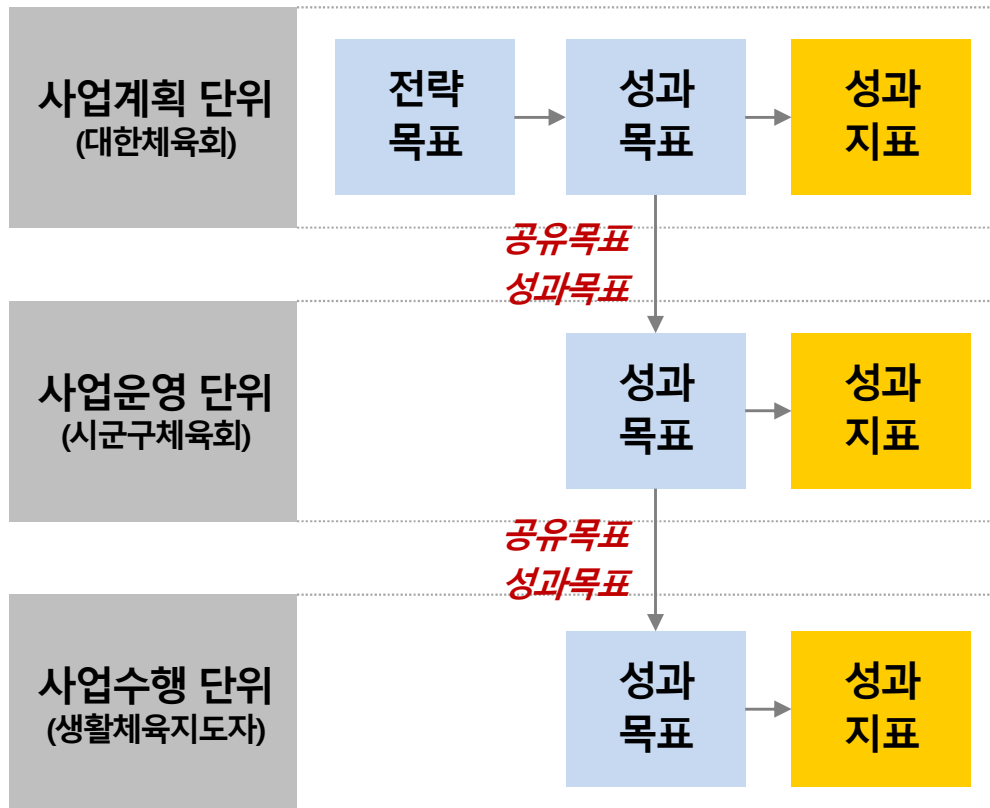 사업계획 단위
(대한체육회)
전략
목표
성과
목표
성과
지표
공유목표
성과목표
사업운영 단위
(시군구체육회)
성과
목표
성과
지표
공유목표
성과목표
사업수행 단위
(생활체육지도자)
성과
목표
성과
지표